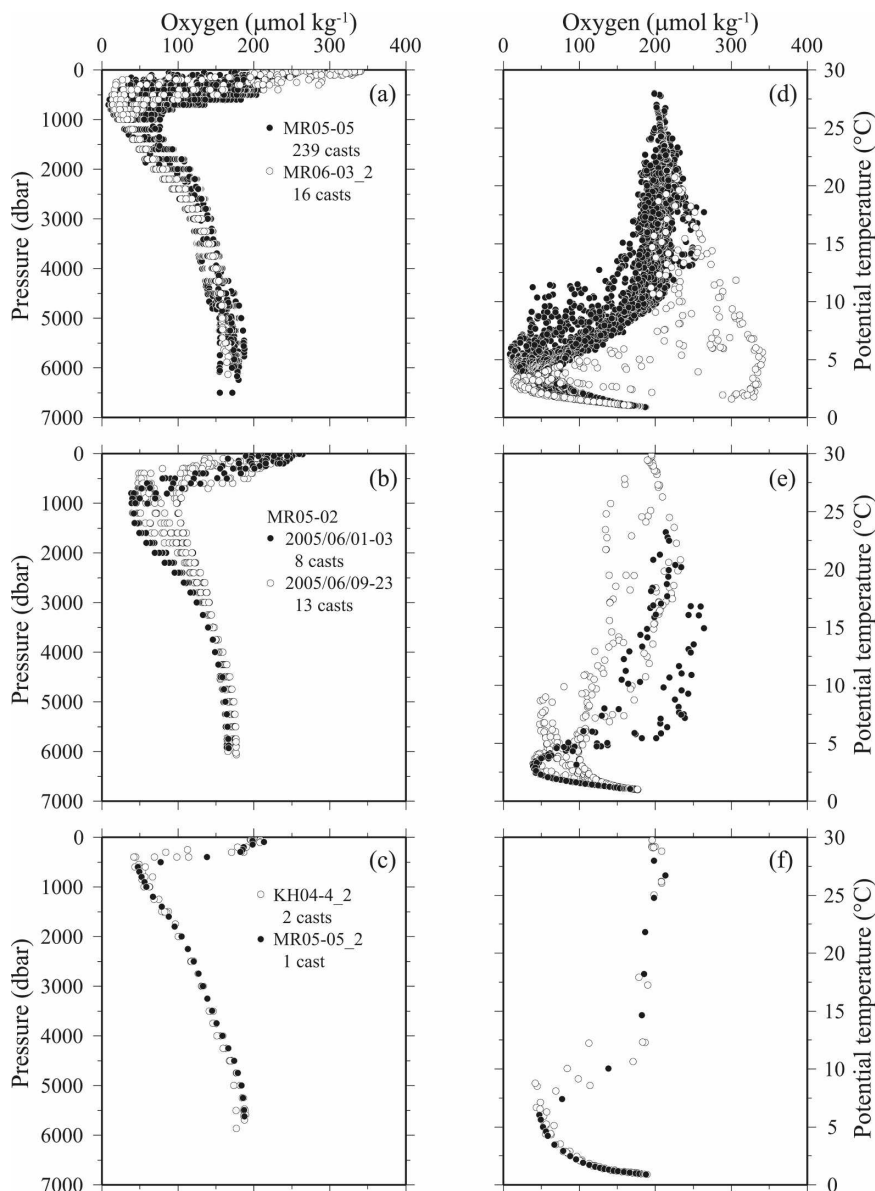 Oxygen (μmol kg-1)
0 100 200 300 400
0
1000
2000
3000
4000
5000
6000
7000
Pressure (dbar)
(a)
MR05-05
239 casts
MR06-03_2
16 casts
Oxygen (μmol kg-1)
0 100 200 300 400
30
25
20
15
10
5
0
Potential temperature (°C)
(d)
0
1000
2000
3000
4000
5000
6000
7000
Pressure (dbar)
(b)
MR05-02
2005/06/01-03
8 casts
2005/06/09-23
13 casts
30
25
20
15
10
5
0
Potential temperature (°C)
(e)
0
1000
2000
3000
4000
5000
6000
7000
Pressure (dbar)
(c)
KH04-4_2
2 casts
MR05-05_2
1 cast
30
25
20
15
10
5
0
Potential temperature (°C)
(f)